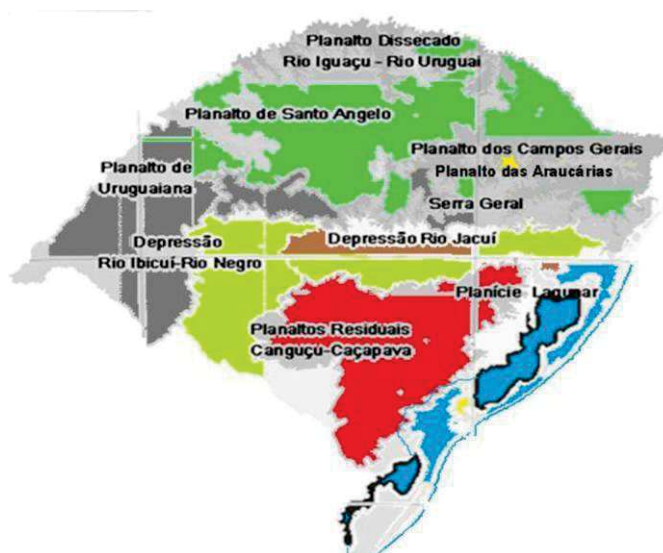 Planalto Dissecado
Rio Iguaçu - Rio Uruguai
Planalto de Santo Angelo
Planalto dos Campos Gerais
Planalto de
Uruguaiana
Planalto das Araucárias
Serra Geral
Depressão
Rio Ibicuí-Rio Negro
Depressão Rio Jacuí
Planície Lagunar
Planaltos Residuais
Canguçu-Caçapava